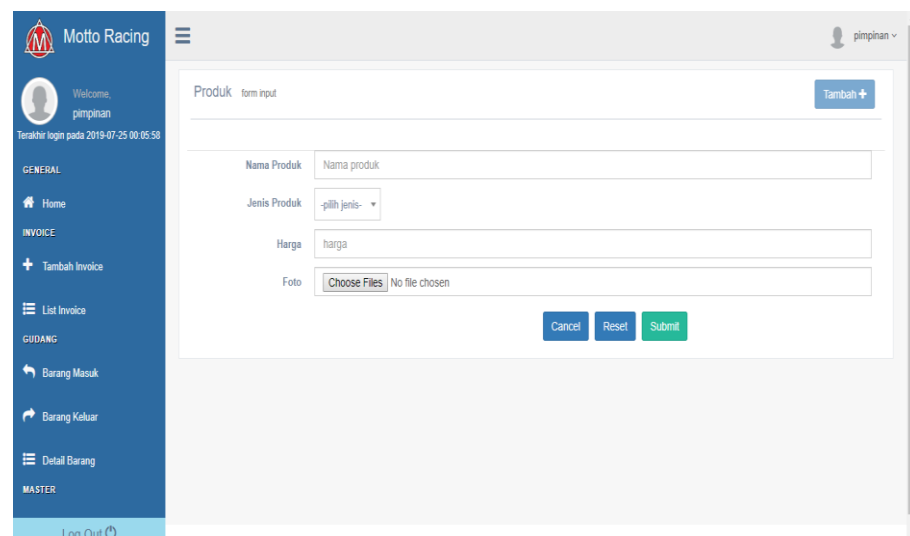 Motto Racing
pimpinan
Welcome,
pimpinan
Terakhir login pada 2019-07-25 00:05:58
GENERAL
Home
INVOICE
Tambah Invoice
List Invoice
GUDANG
Barang Masuk
Barang Keluar
Detail Barang
MASTER
Log Out
Produk form input
Tambah +
Nama Produk Nama produk
Jenis Produk -pilih jenis-
Harga harga
Foto Choose Files No file chosen
Cancel Reset Submit